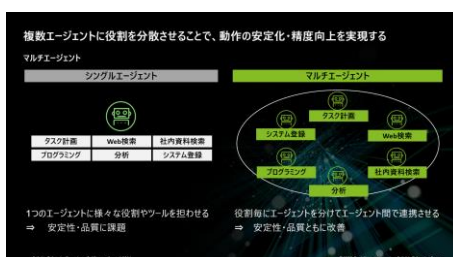 複数エージェントに役割を分散させることで、動作の安定化・精度向上を実現する
マルチエージェント
シングルエージェント
タスク計画 Web検索 社内資料検索
プログラミング 分析 システム登録
1つのエージェントに様々な役割やツールを担わせる
⇒ 安定性・品質に課題
マルチエージェント
タスク計画
システム登録
Web検索
プログラミング
社内資料検索
分析
役割毎にエージェントを分けてエージェント間で連携させる
⇒ 安定性・品質ともに改善